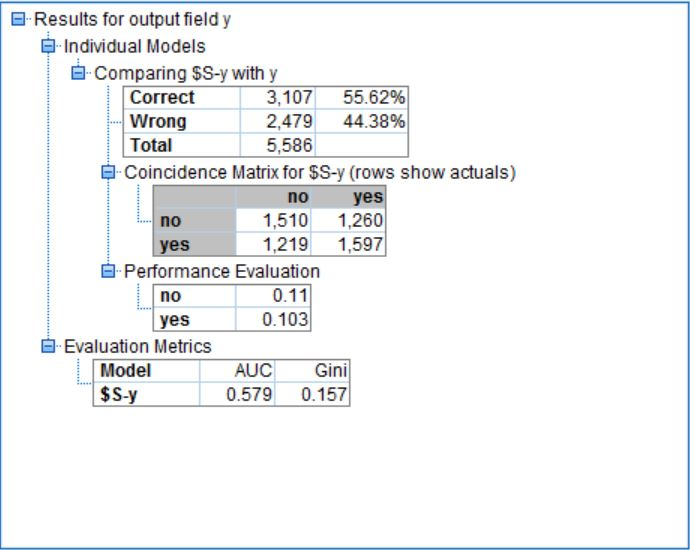 Results for output field y
Individual Models
Comparing $S-y with y
Correct 3,107 55.62%
Wrong 2,479 44.38%
Total 5,586
Coincidence Matrix for $S-y (rows show actuals)
no yes
no 1,510 1,260
yes 1,219 1,597
Performance Evaluation
no 0.11
yes 0.103
Evaluation Metrics
Model AUC Gini
$S-y 0.579 0.157